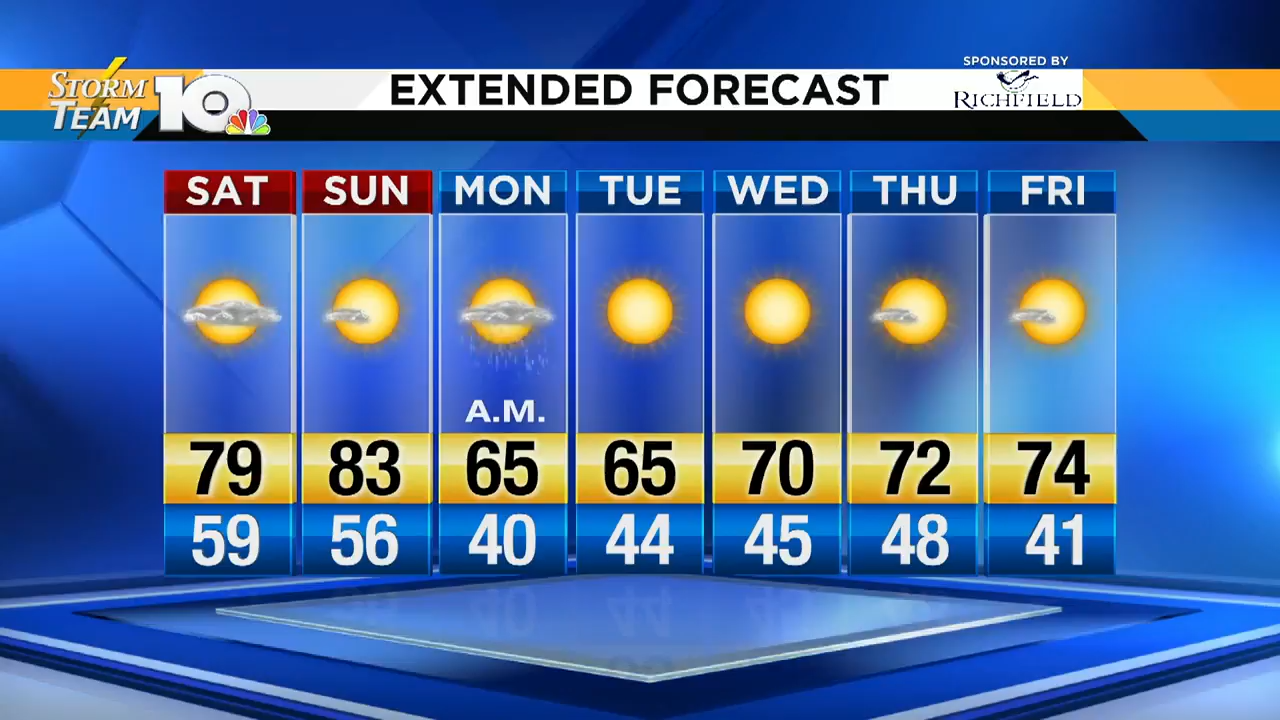 SPONSORED BY
STORM TEAM 10
EXTENDED FORECAST
RICHFIELD
SAT SUN MON TUE WED THU FRI
A.M.
79 83 65 65 70 72 74
59 56 40 44 45 48 41